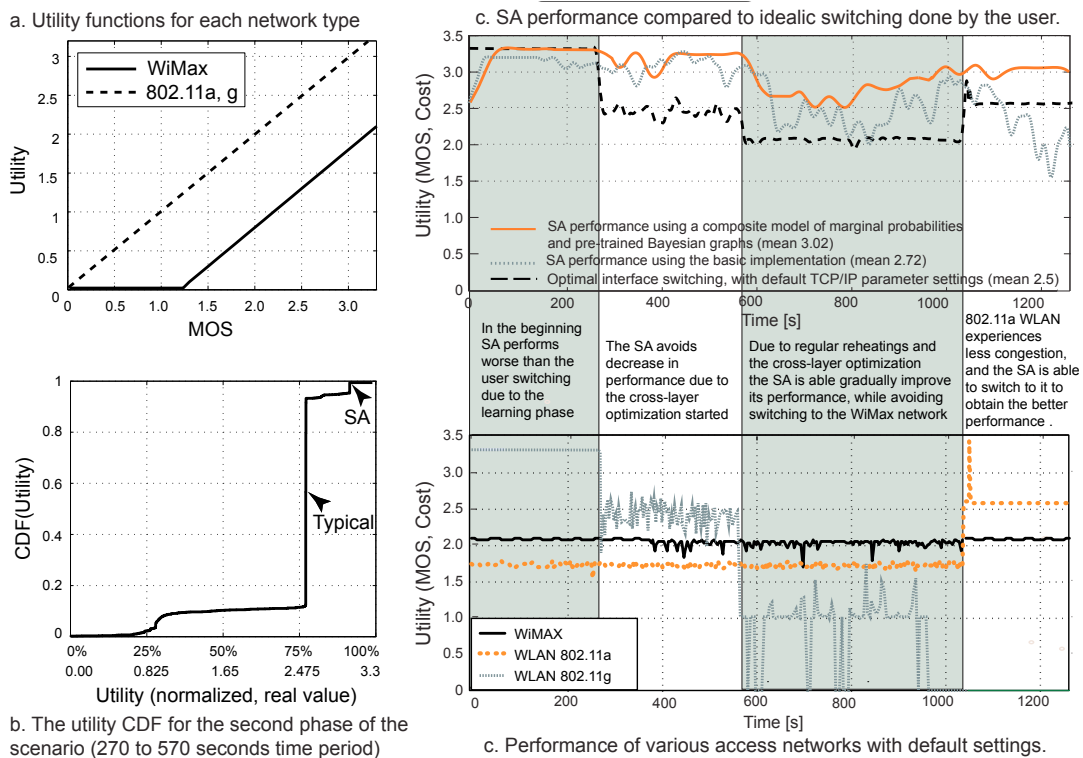 a. Utility functions for each network type
3
2.5
2
1.5
1
0.5
0
Utility
WiMax
802.11a, g
0
0.5
1.0
1.5
2.0
2.5
3.0
MOS
1
0.8
0.6
0.4
0.2
0
CDF(Utility)
SA
Typical
0% 25% 50% 75% 100%
0.00 0.825 1.65 2.475 3.3
Utility (normalized, real value)
b. The utility CDF for the second phase of the
scenario (270 to 570 seconds time period)
c. SA performance compared to idealic switching done by the user.
3.5
3.0
2.5
2.0
1.5
1.0
0.5
0
Utility (MOS, Cost)
SA performance using a composite model of marginal probabilities
and pre-trained Bayesian graphs (mean 3.02)
SA performance using the basic implementation (mean 2.72)
Optimal interface switching, with default TCP/IP parameter settings (mean 2.5)
0 200 400 600 800 1000 1200
Time [s]
In the beginning
SA performs
worse than the
user switching
due to the
learning phase
The SA avoids
decrease in
performance due to
the cross-layer
optimization started
Due to regular reheatings and
the cross-layer optimization
the SA is able gradually improve
its performance, while avoiding
switching to the WiMax network
802.11a WLAN
experiences
less congestion,
and the SA is able
to switch to it to
obtain the better
performance .
3.5
3.0
2.5
2.0
1.5
1.0
0.5
0
Utility (MOS, Cost)
WiMAX
WLAN 802.11a
WLAN 802.11g
0 200 400 600 800 1000 1200
Time [s]
c. Performance of various access networks with default settings.